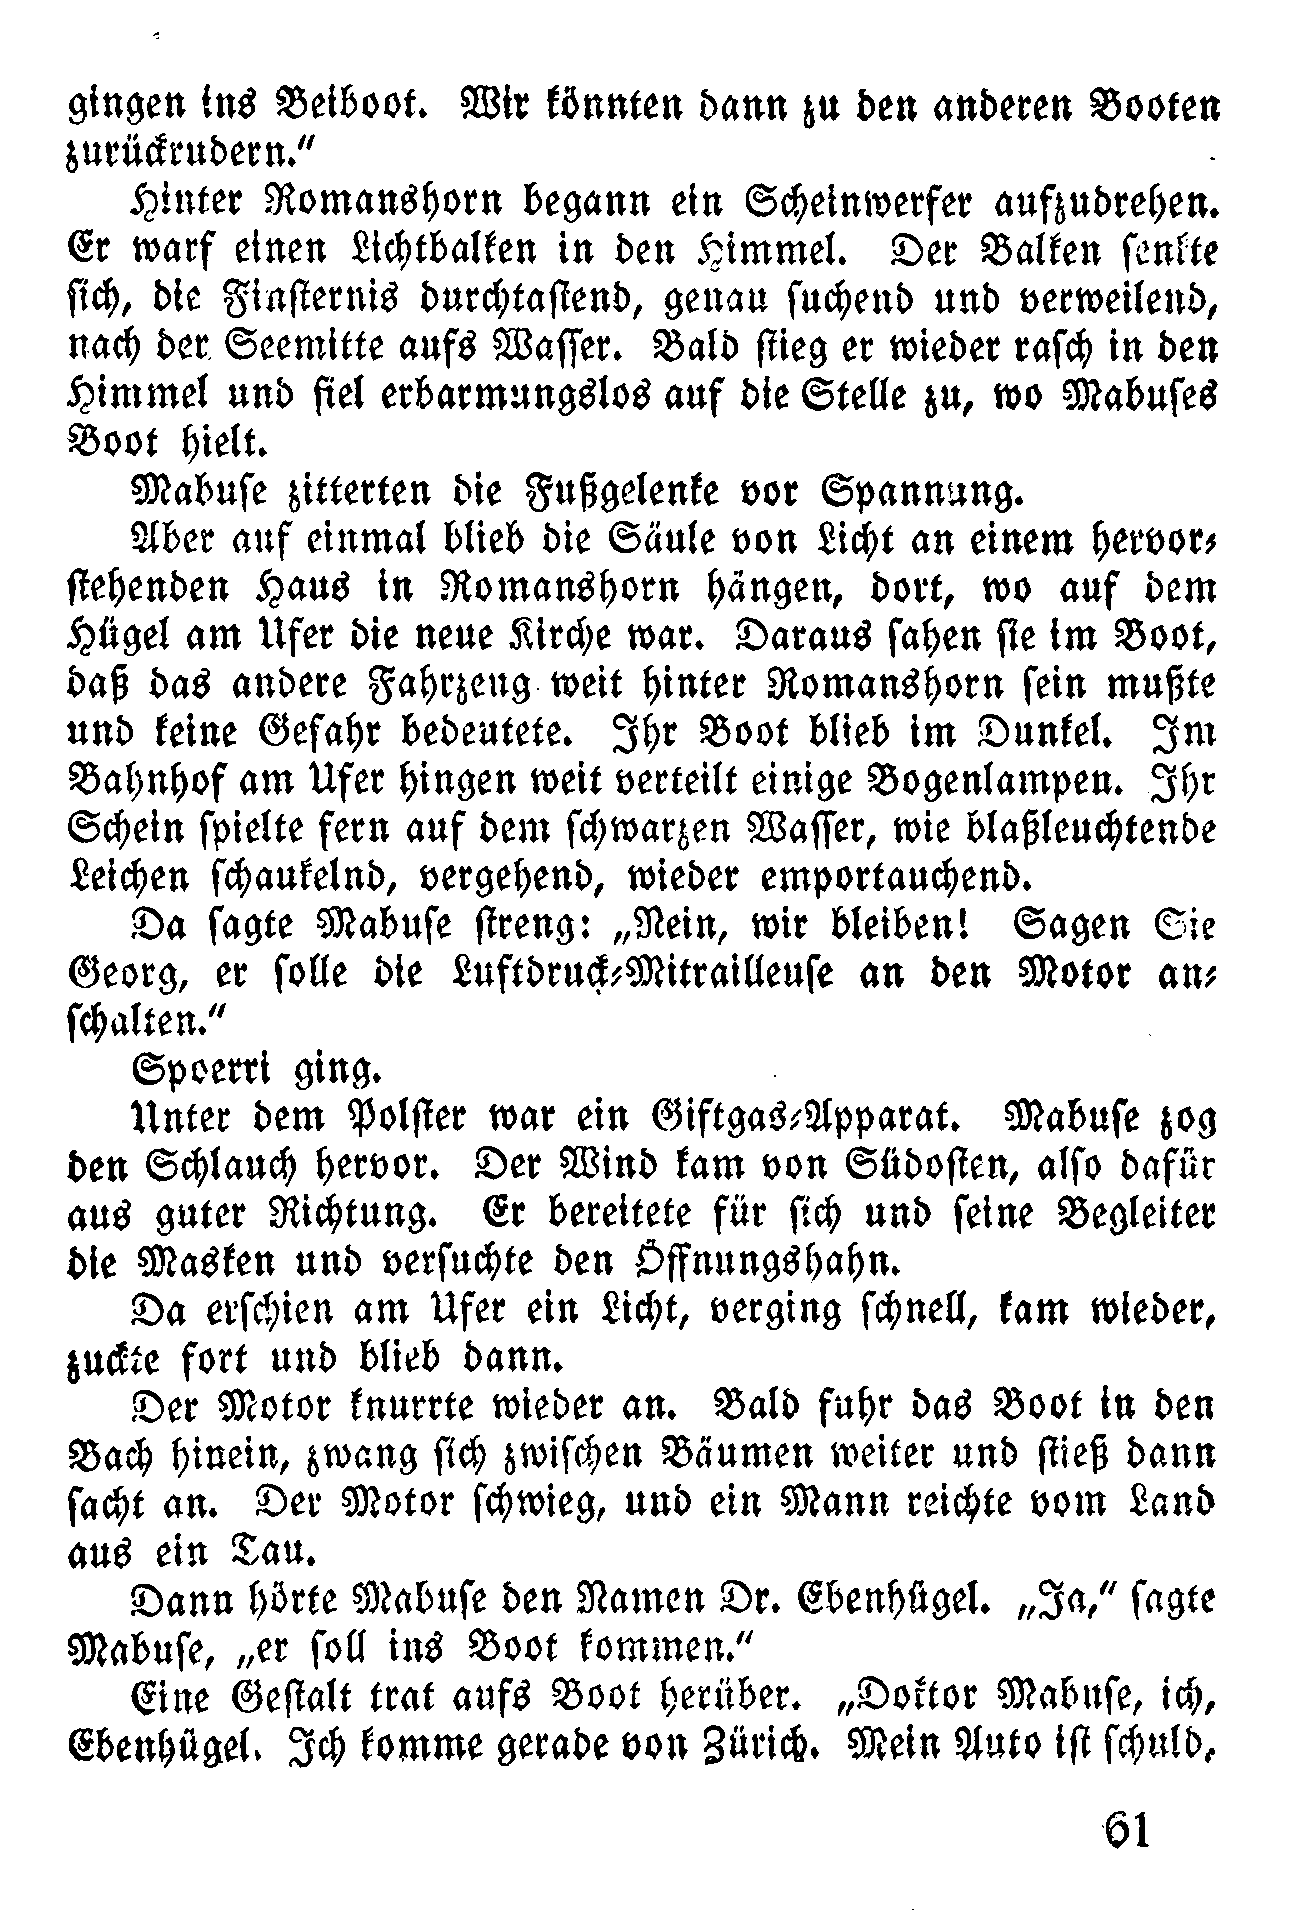 gingen ins Beiboot. Wir könnten dann zu den anderen Booten
zurückrudern.“
Hinter Romanshorn begann ein Scheinwerfer aufzudrehen.
Er warf einen Lichtbalken in den Himmel. Der Balken senkte
sich, die Finsternis durchtastend, genau suchend und verweilend,
nach der Seemitte aufs Wasser. Bald stieg er wieder rasch in den
Himmel und fiel erbarmungslos auf die Stelle zu, wo Mabuses
Boot hielt.
Mabuse zitterten die Fußgelenke vor Spannung.
Aber auf einmal blieb die Säule von Licht an einem hervor-
stehenden Haus in Romanshorn hängen, dort, wo auf dem
Hügel am Ufer die neue Kirche war. Daraus sahen sie im Boot,
daß das andere Fahrzeug weit hinter Romanshorn sein mußte
und keine Gefahr bedeutete. Ihr Boot blieb im Dunkel. Im
Bahnhof am Ufer hingen weit verteilt einige Bogenlampen. Ihr
Schein spielte fern auf dem schwarzen Wasser, wie blaßleuchtende
Leichen schaukelnd, vergehend, wieder emportauchend.
Da sagte Mabuse streng: „Nein, wir bleiben! Sagen Sie
Georg, er solle die Luftdruck-Mitrailleuse an den Motor an-
schalten.“
Spoerri ging.
Unter dem Polster war ein Giftgas-Apparat. Mabuse zog
den Schlauch hervor. Der Wind kam von Südosten, also dafür
aus guter Richtung. Er bereitete für sich und seine Begleiter
die Masken und versuchte den Öffnungshahn.
Da erschien am Ufer ein Licht, verging schnell, kam wieder,
zuckte fort und blieb dann.
Der Motor knurrte wieder an. Bald fuhr das Boot in den
Bach hinein, zwang sich zwischen Bäumen weiter und stieß dann
sacht an. Der Motor schwieg, und ein Mann reichte vom Land
aus ein Tau.
Dann hörte Mabuse den Namen Dr. Ebenhügel. „Ja,“ sagte
Mabuse, „er soll ins Boot kommen.“
Eine Gestalt trat aufs Boot herüber. „Doktor Mabuse, ich,
Ebenhügel. Ich komme gerade von Zürich. Mein Auto ist schuld,
61